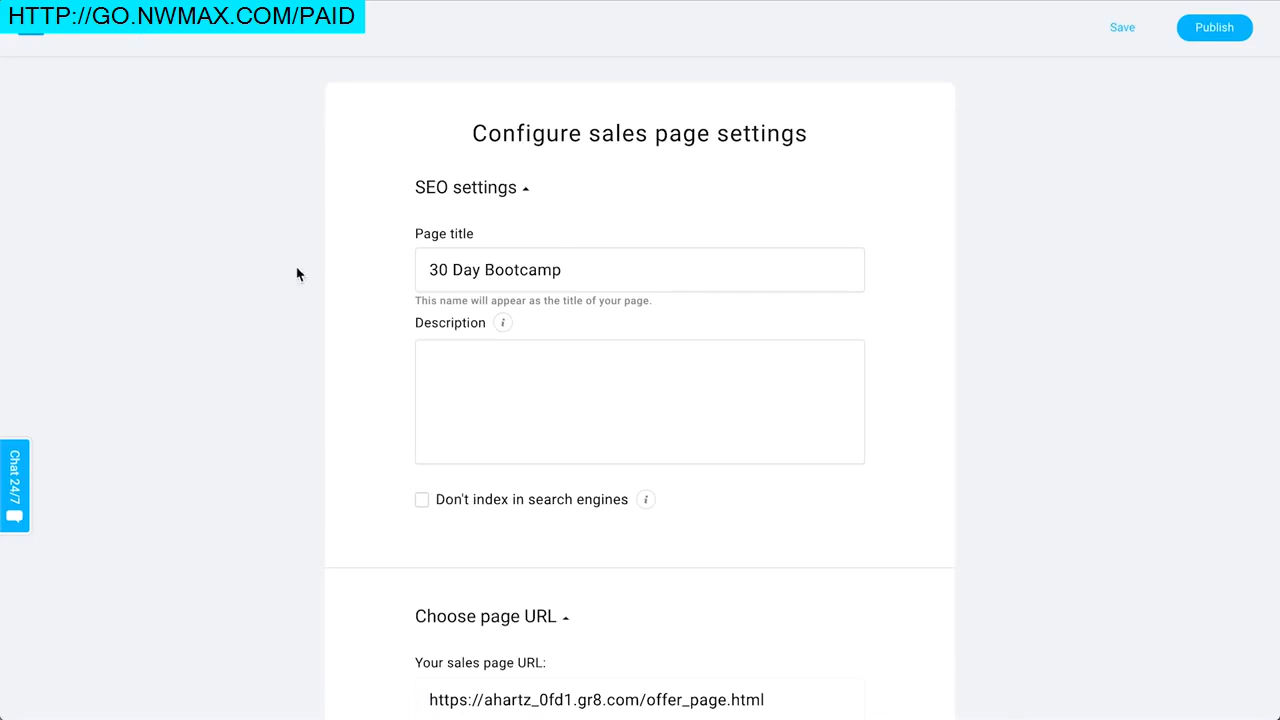 HTTP://GO.NWMAX.COM/PAID
Save
Publish
Configure sales page settings
SEO settings
Page title
30 Day Bootcamp
This name will appear as the title of your page.
Description i
Don't index in search engines i
Chat 24/7
Choose page URL
Your sales page URL:
https://ahartz_0fd1.gr8.com/offer_page.html